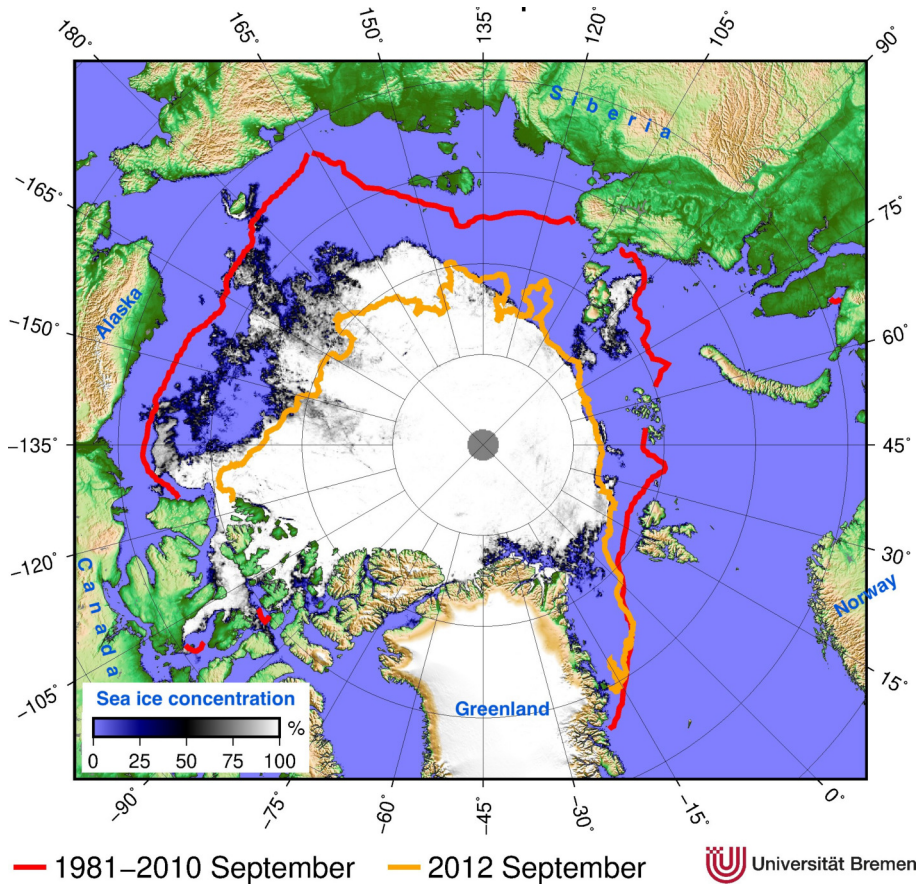 180°
165°
150°
135°
120°
105°
90°
Siberia
−165°
75°
Alaska
−150°
60°
−135°
45°
−120°
30°
Canada
Norway
−105°
15°
Sea ice concentration
%
0 25 50 75 100
Greenland
−90°
−75°
−60°
−45°
−30°
−15°
0°
1981−2010 September
2012 September
Universität Bremen